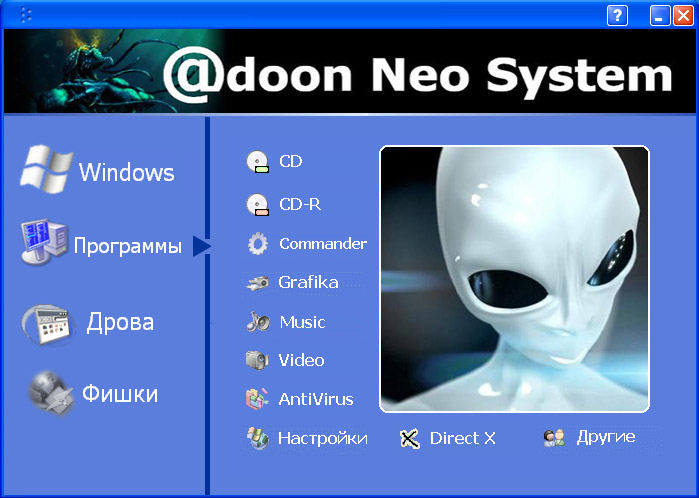 @doon Neo System
Windows
Программы
Дрова
Фишки
CD
CD-R
Commander
Grafika
Music
Video
AntiVirus
Настройки
Direct X
Другие